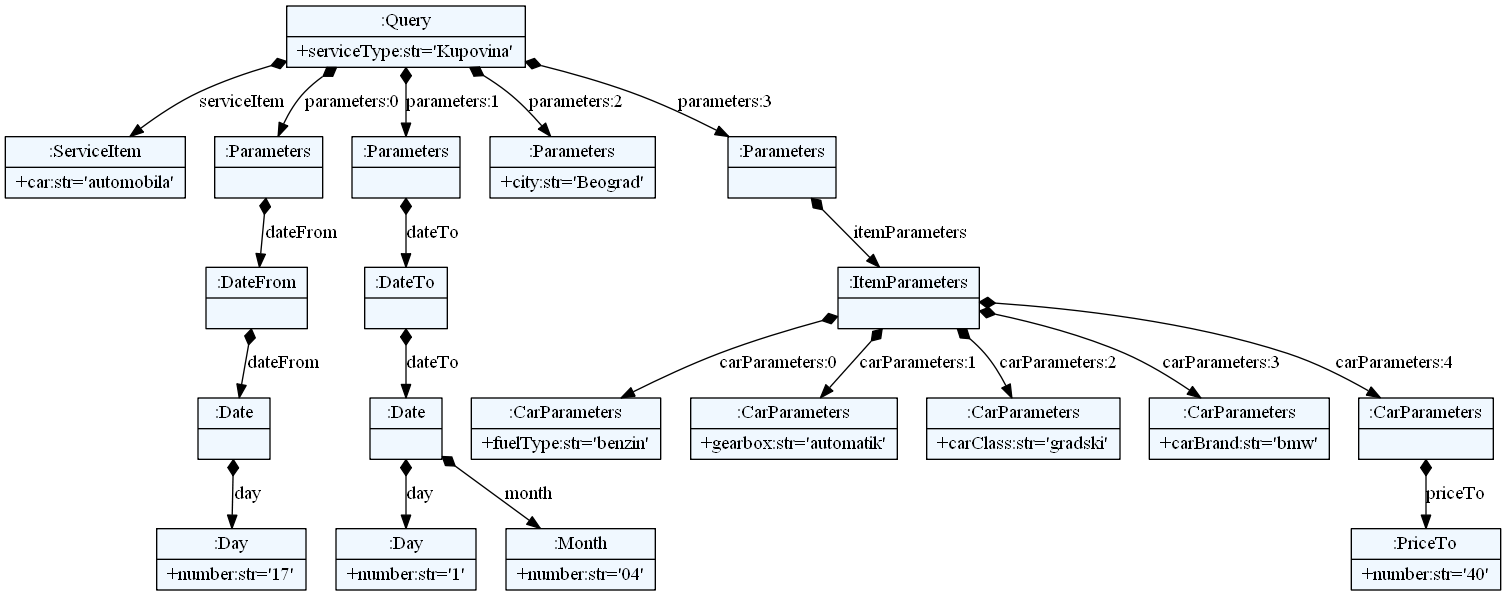 :Query
+serviceType:str='Kupovina'
serviceItem
parameters:0
parameters:1
parameters:2
parameters:3
:ServiceItem
+car:str='automobila'
:Parameters
:Parameters
:Parameters
+city:str='Beograd'
:Parameters
dateFrom
dateTo
itemParameters
:DateFrom
:DateTo
:ItemParameters
dateFrom
dateTo
carParameters:0
carParameters:1
carParameters:2
carParameters:3
carParameters:4
:Date
:Date
:CarParameters
+fuelType:str='benzin'
:CarParameters
+gearbox:str='automatik'
:CarParameters
+carClass:str='gradski'
:CarParameters
+carBrand:str='bmw'
:CarParameters
day
day
month
priceTo
:Day
+number:str='17'
:Day
+number:str='1'
:Month
+number:str='04'
:PriceTo
+number:str='40'